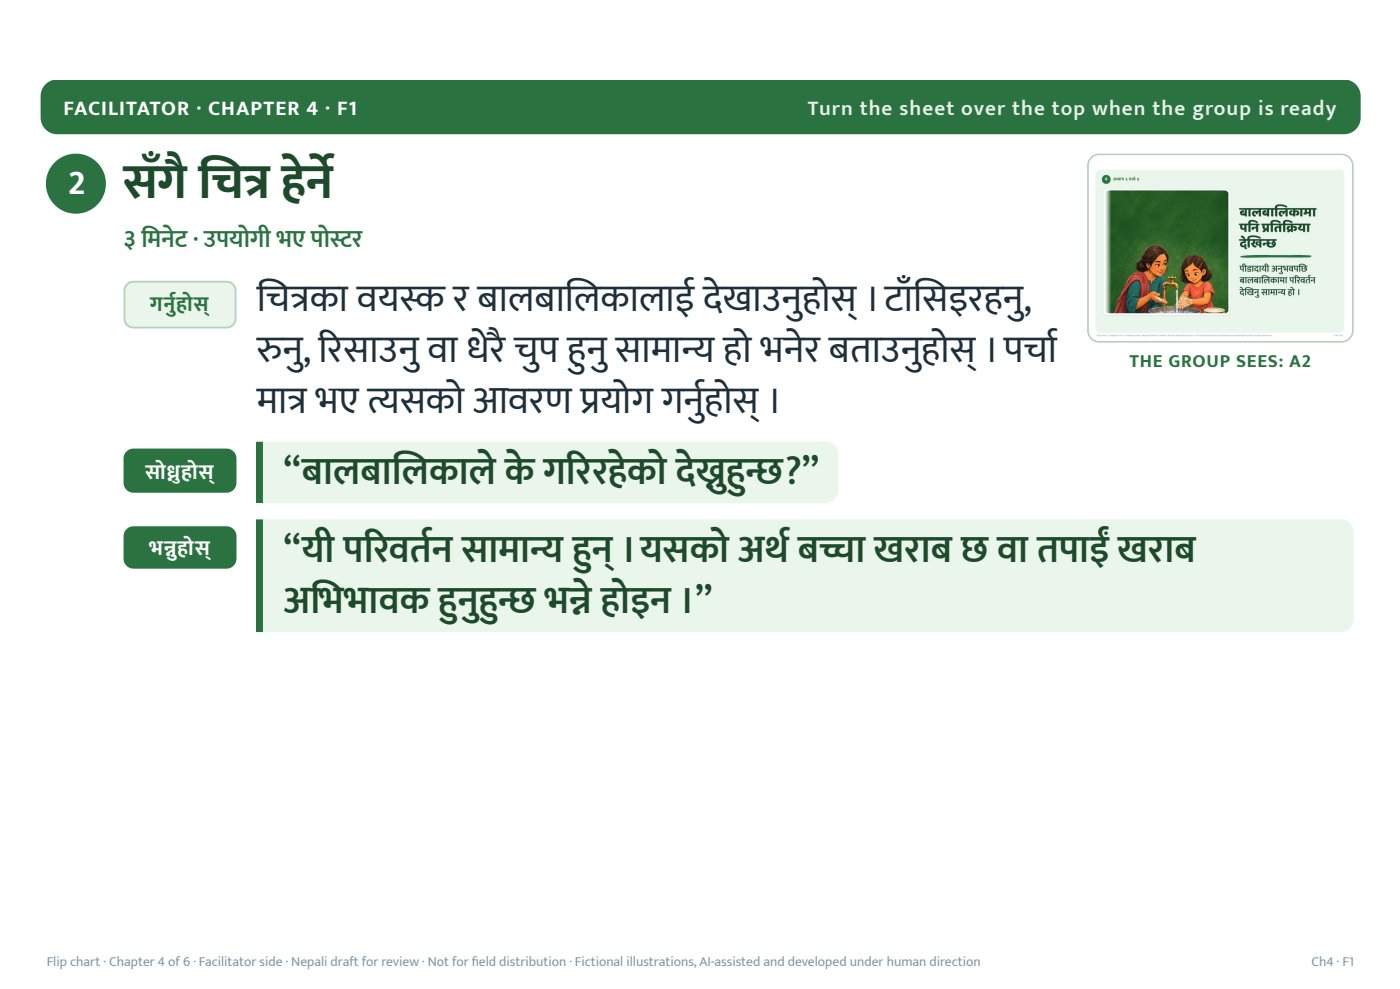 FACILITATOR · CHAPTER 4 · F1
Turn the sheet over the top when the group is ready
2
सँगै चित्र हेर्ने
३ मिनेट · उपयोगी भए पोस्टर
गर्नुहोस्
चित्रका वयस्क र बालबालिकालाई देखाउनुहोस् । टाँसिइरहनु,
रुनु, रिसाउनु वा धेरै चुप हुनु सामान्य हो भनेर बताउनुहोस् । पर्चा
मात्र भए त्यसको आवरण प्रयोग गर्नुहोस् ।
बालबालिकामा
पनि प्रतिक्रिया
देखिन्छ
पीडादायी अनुभवपछि
बालबालिकामा परिवर्तन
देखिनु सामान्य हो ।
THE GROUP SEES: A2
सोध्नुहोस्
“बालबालिकाले के गरिरहेको देख्नुहुन्छ?”
भन्नुहोस्
“यी परिवर्तन सामान्य हुन् । यसको अर्थ बच्चा खराब छ वा तपाईं खराब
अभिभावक हुनुहुन्छ भन्ने होइन ।”
Flip chart · Chapter 4 of 6 · Facilitator side · Nepali draft for review · Not for field distribution · Fictional illustrations, AI-assisted and developed under human direction
Ch4 · F1